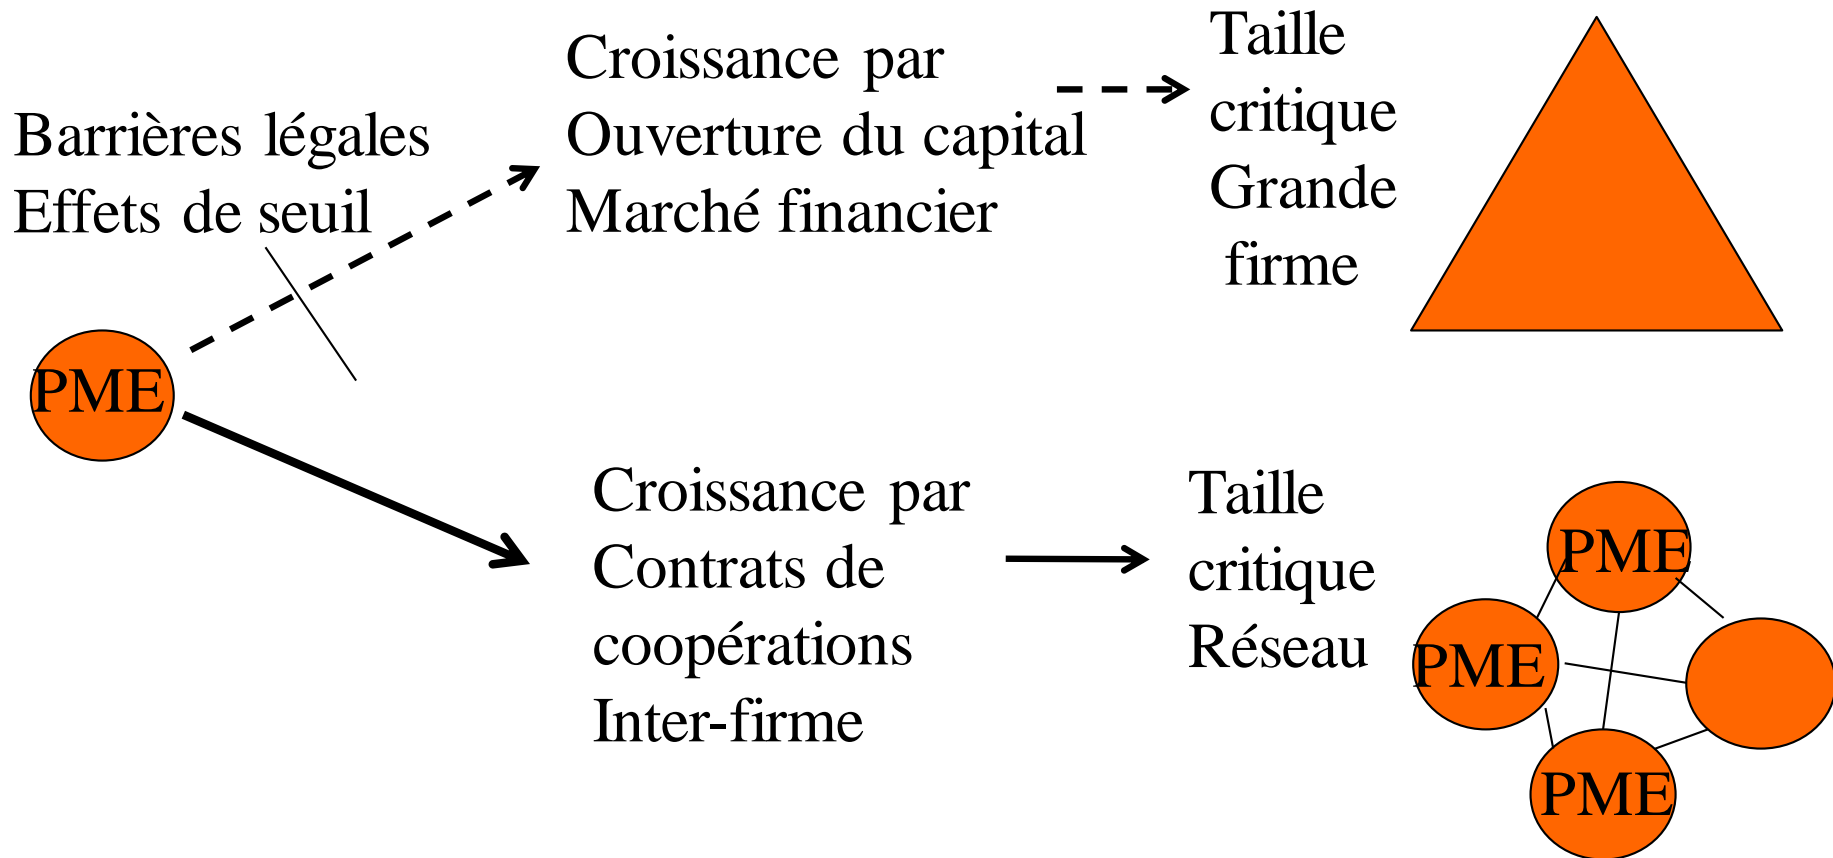 Barrières légales
Effets de seuil
Croissance par
Ouverture du capital
Marché financier
Taille
critique
Grande
firme
PME
Croissance par
Contrats de
coopérations
Inter-firme
Taille
critique
Réseau
PME
PME
PME